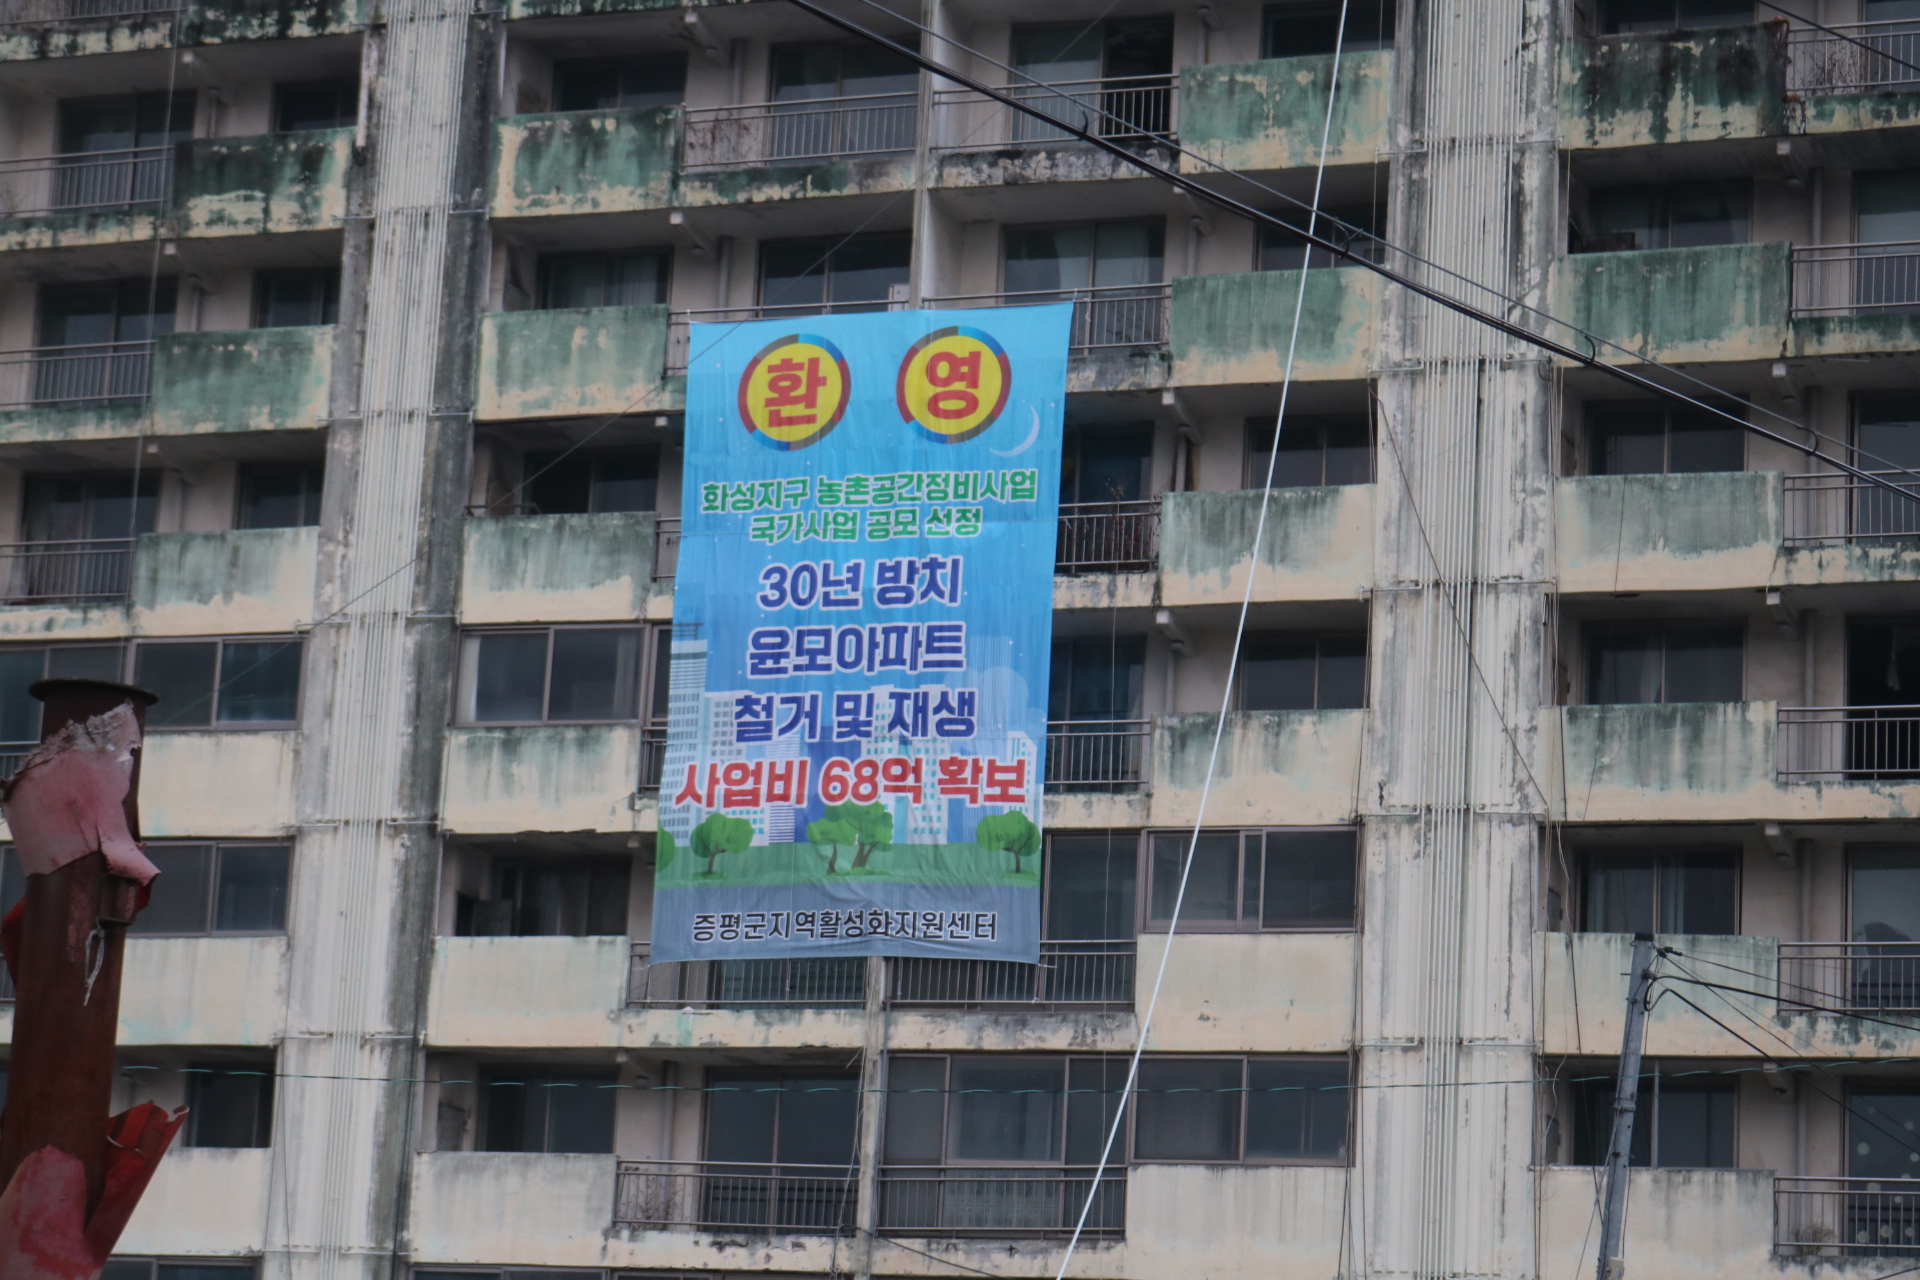 환영
화성지구 농촌공간정비사업
국가사업 공모 선정
30년 방치
윤모아파트
철거 및 재생
사업비 68억 확보
증평군지역활성화지원센터